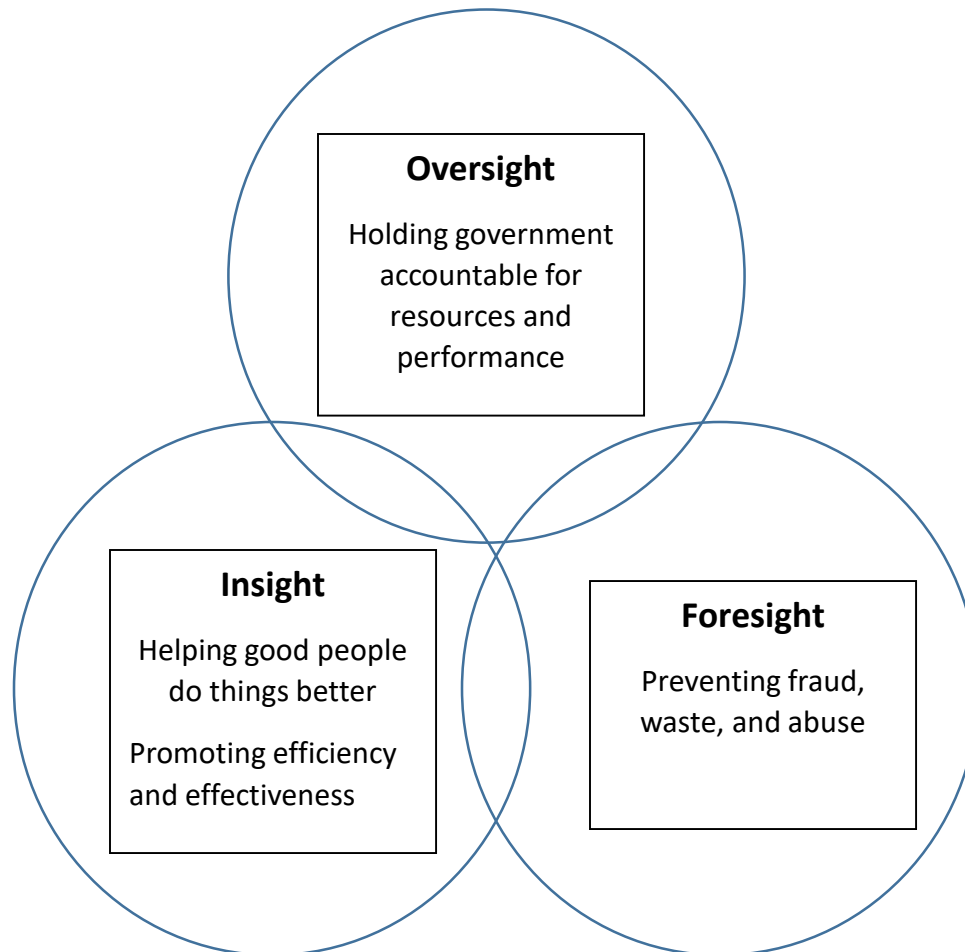 Oversight
Holding government
accountable for
resources and
performance
Insight
Helping good people
do things better
Promoting efficiency
and effectiveness
Foresight
Preventing fraud,
waste, and abuse